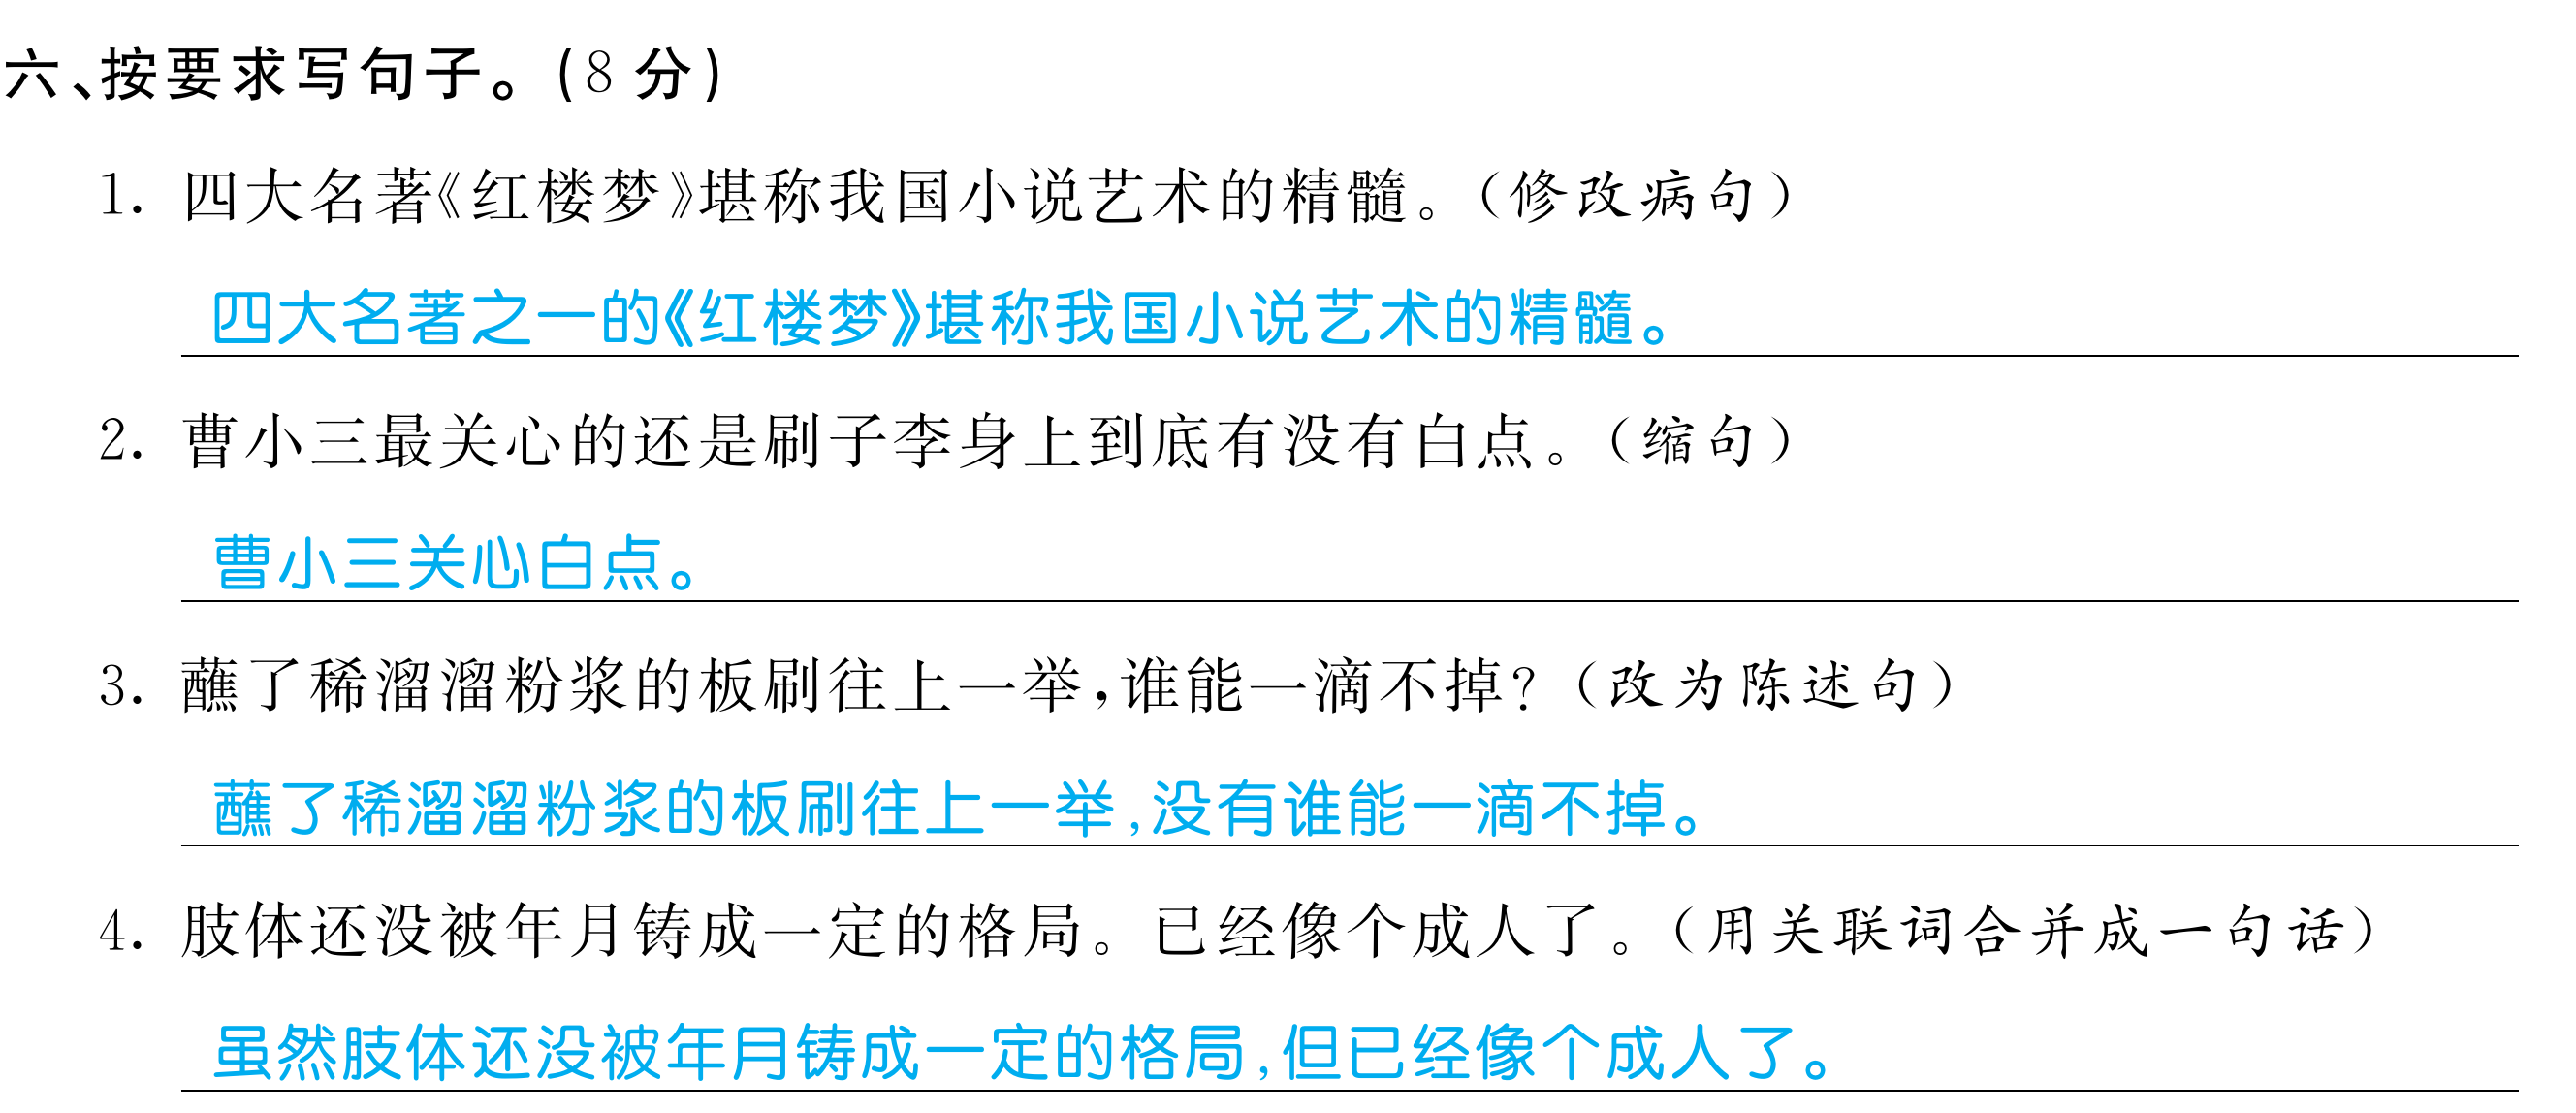 六、按要求写句子。(8 分)
1. 四大名著《红楼梦》堪称我国小说艺术的精髓。(修改病句)
四大名著之一的《红楼梦》堪称我国小说艺术的精髓。
2. 曹小三最关心的还是刷子李身上到底有没有白点。(缩句)
曹小三关心白点。
3. 蘸了稀溜溜粉浆的板刷往上一举,谁能一滴不掉?(改为陈述句)
蘸了稀溜溜粉浆的板刷往上一举,没有谁能一滴不掉。
4. 肢体还没被年月铸成一定的格局。已经像个成人了。(用关联词合并成一句话)
虽然肢体还没被年月铸成一定的格局,但已经像个成人了。